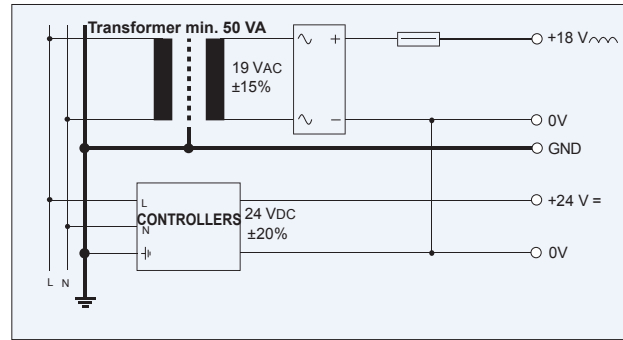 Transformer min. 50 VA
19 VAC
±15%
∿ +
∿ −
+18 V
0V
GND
L
CONTROLLERS
N
24 VDC
±20%
+24 V =
0V
L N